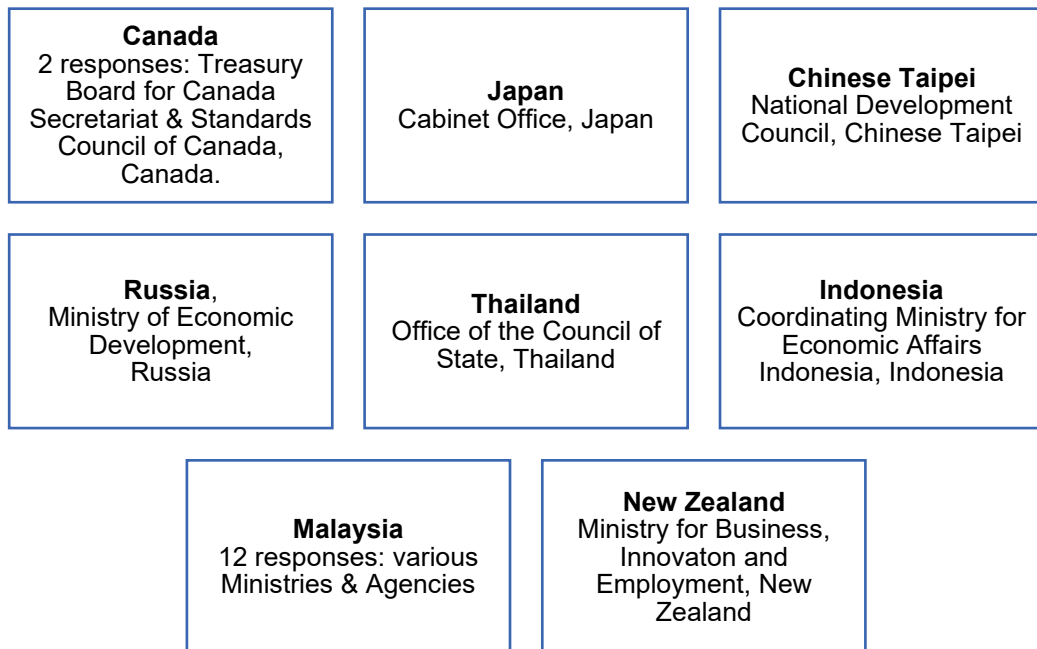 Canada
2 responses: Treasury
Board for Canada
Secretariat & Standards
Council of Canada,
Canada.
Japan
Cabinet Office, Japan
Chinese Taipei
National Development
Council, Chinese Taipei
Russia,
Ministry of Economic
Development,
Russia
Thailand
Office of the Council of
State, Thailand
Indonesia
Coordinating Ministry for
Economic Affairs
Indonesia, Indonesia
Malaysia
12 responses: various
Ministries & Agencies
New Zealand
Ministry for Business,
Innovaton and
Employment, New
Zealand